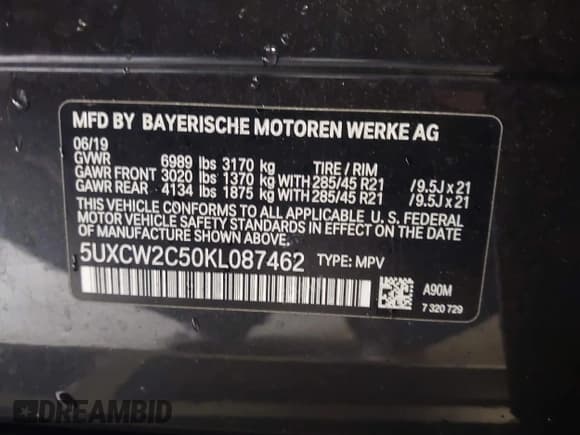 MFD BY BAYERISCHE MOTOREN WERKE AG
06/19
GVWR 6989 lbs 3170 kg TIRE / RIM
GAWR FRONT 3020 lbs 1370 kg WITH 285/45 R21 /9.5J x 21
GAWR REAR 4134 lbs 1875 kg WITH 285/45 R21 /9.5J x 21
THIS VEHICLE CONFORMS TO ALL APPLICABLE U. S. FEDERAL
MOTOR VEHICLE SAFETY STANDARDS IN EFFECT ON THE DATE
OF MANUFACTURE SHOWN ABOVE.
5UXCW2C50KL087462 TYPE: MPV
A90M
7 320 729
DREAMBID